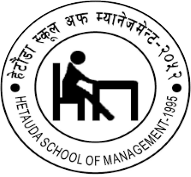 हेटौंडा स्कूल अफ म्यानेजमेन्ट-२०५२
HETAUDA SCHOOL OF MANAGEMENT-1995